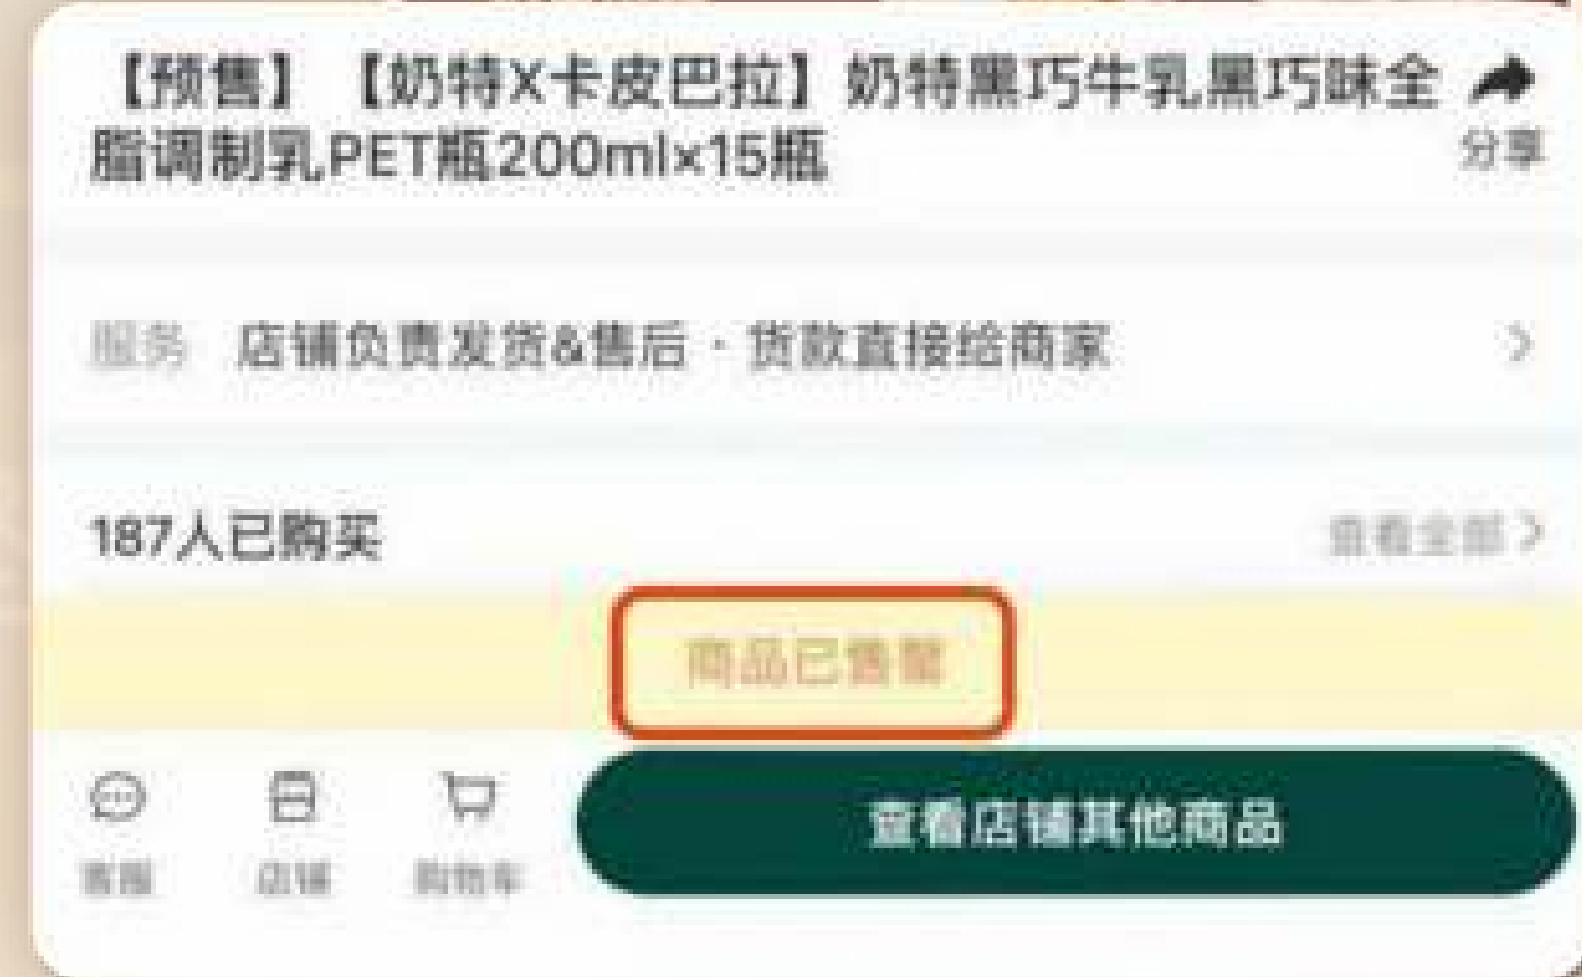 【预售】【奶特X卡皮巴拉】奶特黑巧牛乳黑巧味全
脂调制乳PET瓶200ml×15瓶
分享
服务 店铺负责发货&售后 · 货款直接给商家
187人已购买 查看全部
商品已售罄
查看店铺其他商品
客服 店铺 购物车